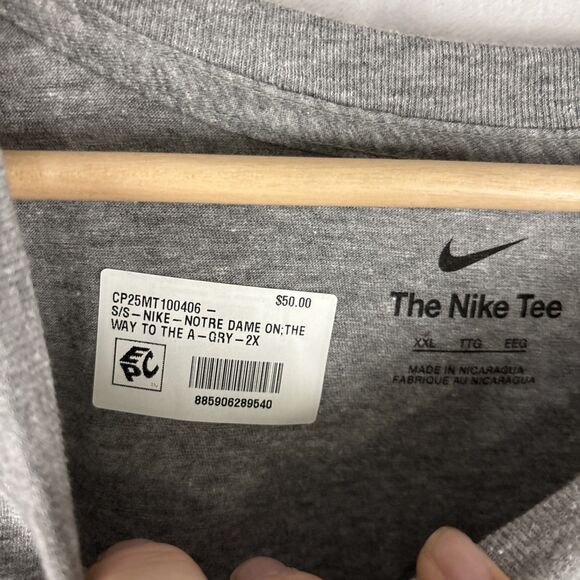 CP25MT100406 – $50.00
S/S–NIKE–NOTRE DAME ON;THE
WAY TO THE A–GRY–2X
EPC
885906289540
The Nike Tee
XXL TTG EEG
MADE IN NICARAGUA
FABRIQUE AU NICARAGUA